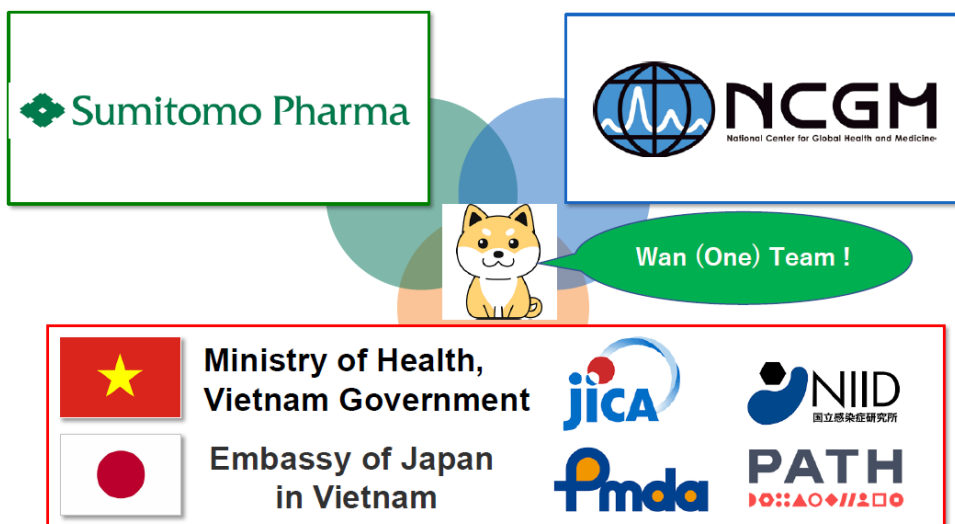 Sumitomo Pharma
NCGM
National Center for Global Health and Medicine
Wan (One) Team !
Ministry of Health,
Vietnam Government
jICA
NIID
国立感染症研究所
Embassy of Japan
in Vietnam
Pmda
PATH